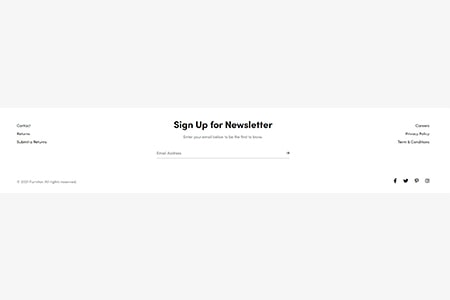 Contact
Returns
Submit a Returns
Sign Up for Newsletter
Enter your email below to be the first to know.
Email Address
Careers
Privacy Policy
Term & Conditions
© 2021 Furnitor. All rights reserved.